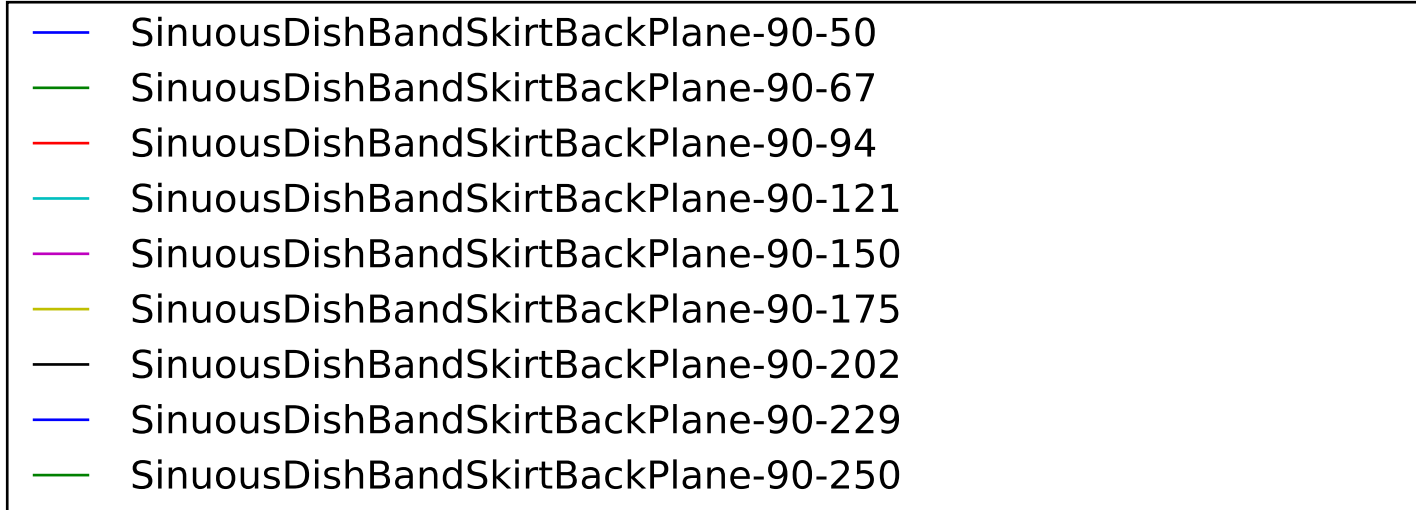 SinuousDishBandSkirtBackPlane-90-50
SinuousDishBandSkirtBackPlane-90-67
SinuousDishBandSkirtBackPlane-90-94
SinuousDishBandSkirtBackPlane-90-121
SinuousDishBandSkirtBackPlane-90-150
SinuousDishBandSkirtBackPlane-90-175
SinuousDishBandSkirtBackPlane-90-202
SinuousDishBandSkirtBackPlane-90-229
SinuousDishBandSkirtBackPlane-90-250